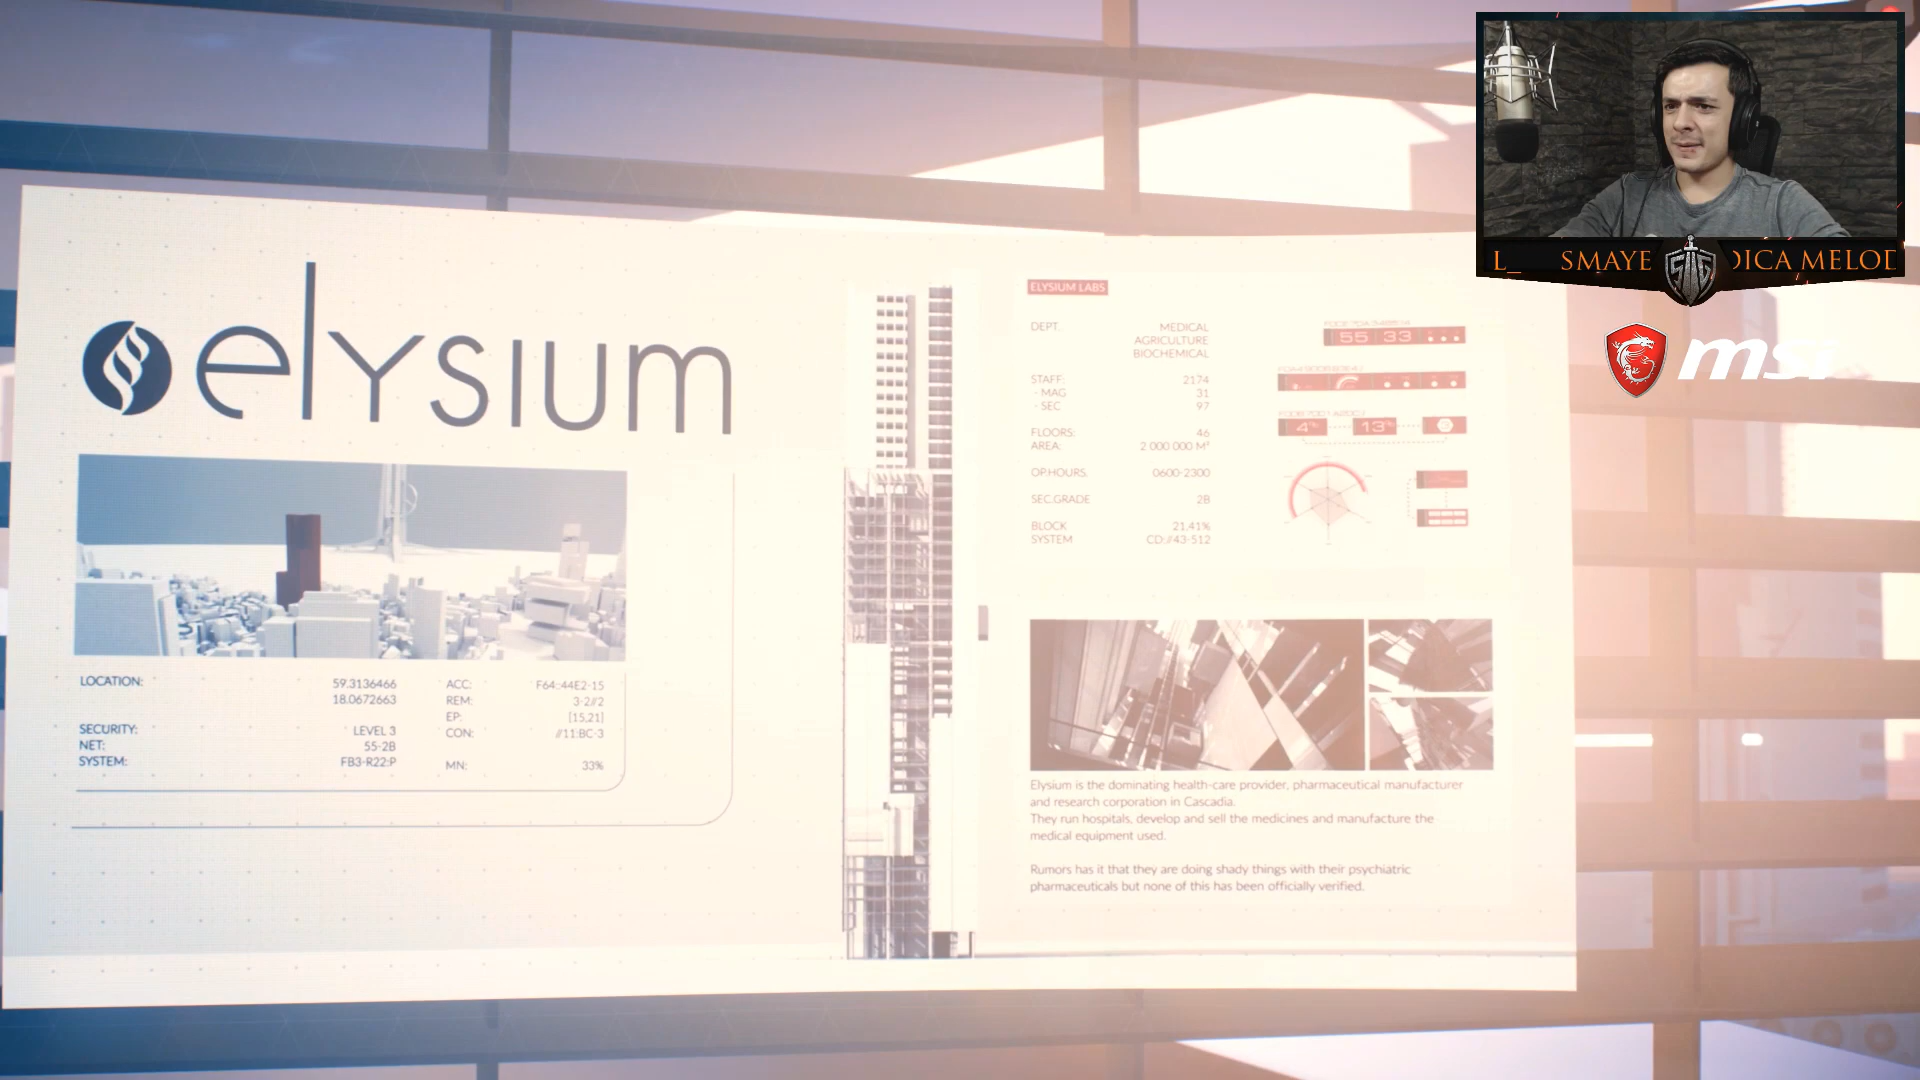 elysium
LOCATION: 59.3136466
18.0672663
SECURITY: LEVEL 3
NET: 55-2B
SYSTEM: FB3-R22:P
ACC: F64::44E2-15
REM: 3-2//2
EP: [15,21]
CON: //11:BC-3
MN: 33%
ELYSIUM LABS
DEPT. MEDICAL
AGRICULTURE
BIOCHEMICAL
STAFF: 2174
- MAG 31
- SEC 97
FLOORS: 46
AREA: 2 000 000 M²
OP.HOURS. 0600-2300
SEC.GRADE 2B
BLOCK 21,41%
SYSTEM CD://43-512
55 33
4%
13%
3
Elysium is the dominating health-care provider, pharmaceutical manufacturer
and research corporation in Cascadia.
They run hospitals, develop and sell the medicines and manufacture the
medical equipment used.
Rumors has it that they are doing shady things with their psychiatric
pharmaceuticals but none of this has been officially verified.
L_ SMAYE
STG
DICA MELOD
msi